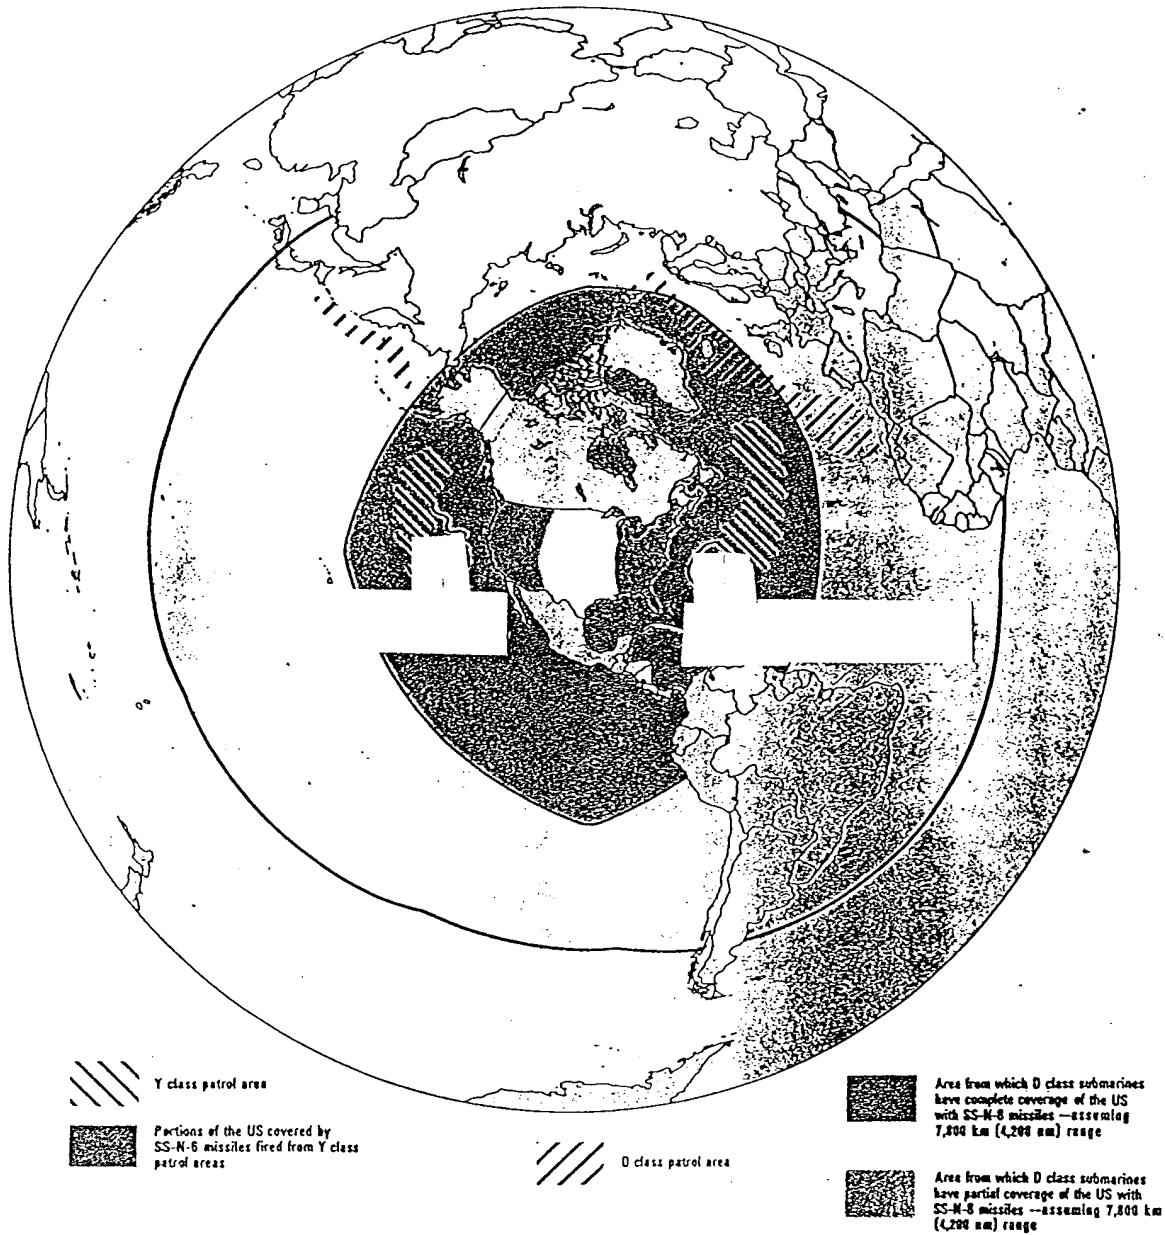 Y class patrol area
Portions of the US covered by
SS-N-6 missiles fired from Y class
patrol areas
D class patrol area
Area from which D class submarines
have complete coverage of the US
with SS-N-8 missiles —assuming
7,800 km (4,200 nm) range
Area from which D class submarines
have partial coverage of the US with
SS-N-8 missiles —assuming 7,800 km
(4,200 nm) range